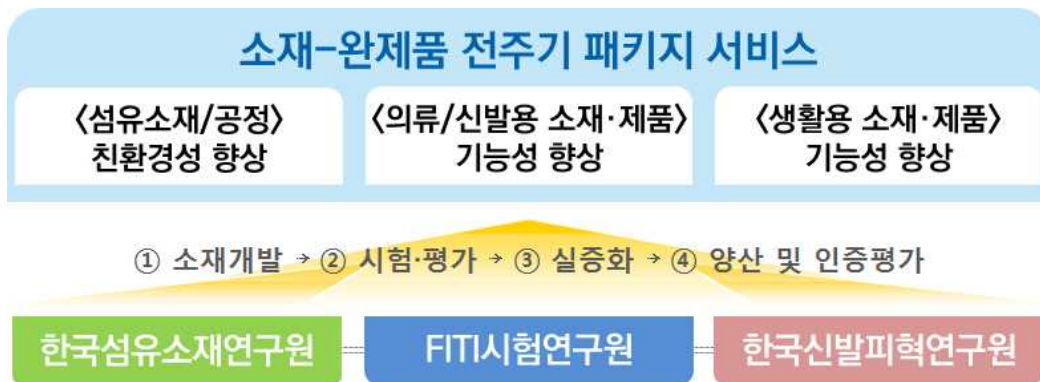 소재-완제품 전주기 패키지 서비스
〈섬유소재/공정〉
친환경성 향상
〈의류/신발용 소재·제품〉
기능성 향상
〈생활용 소재·제품〉
기능성 향상
① 소재개발 → ② 시험·평가 → ③ 실증화 → ④ 양산 및 인증평가
한국섬유소재연구원
FITI시험연구원
한국신발피혁연구원